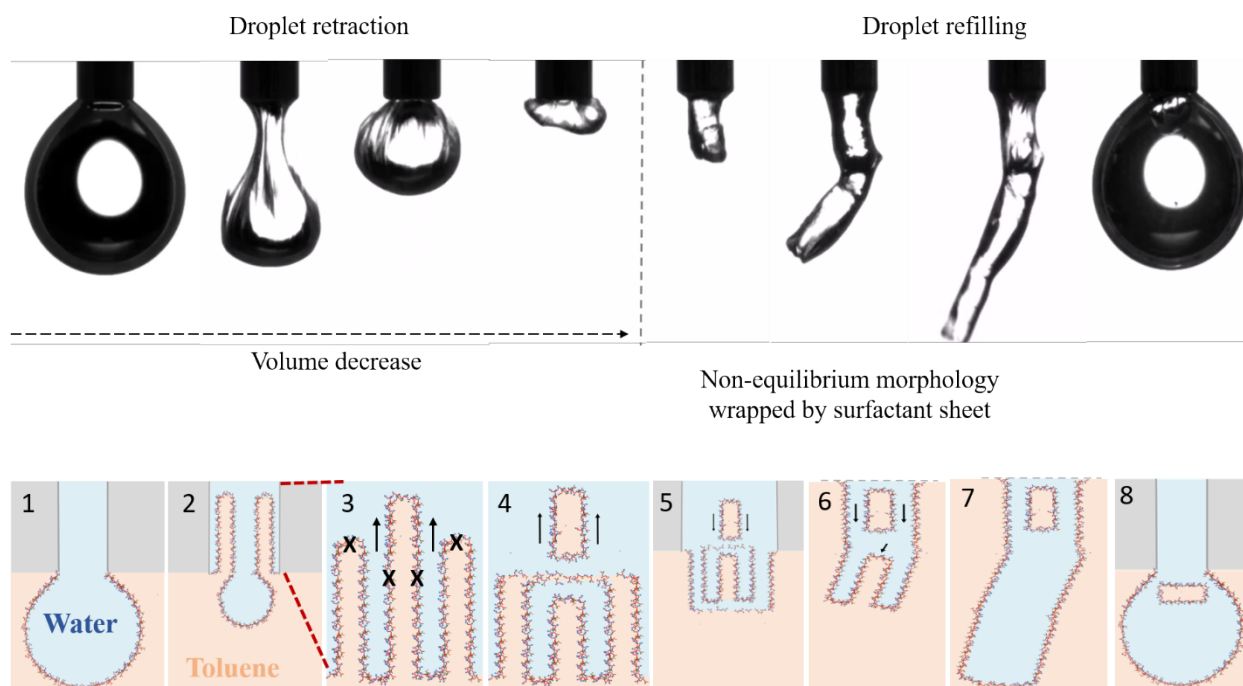 Droplet retraction
Droplet refilling
Volume decrease
Non-equilibrium morphology
wrapped by surfactant sheet
1
2
3
4
5
6
7
8
X
X
X
X
Water
Toluene